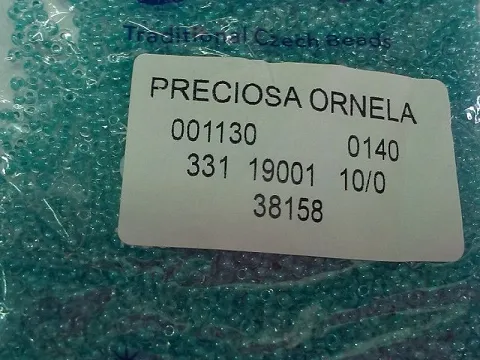 Traditional Czech Beads
PRECIOSA ORNELA
001130 0140
331 19001 10/0
38158